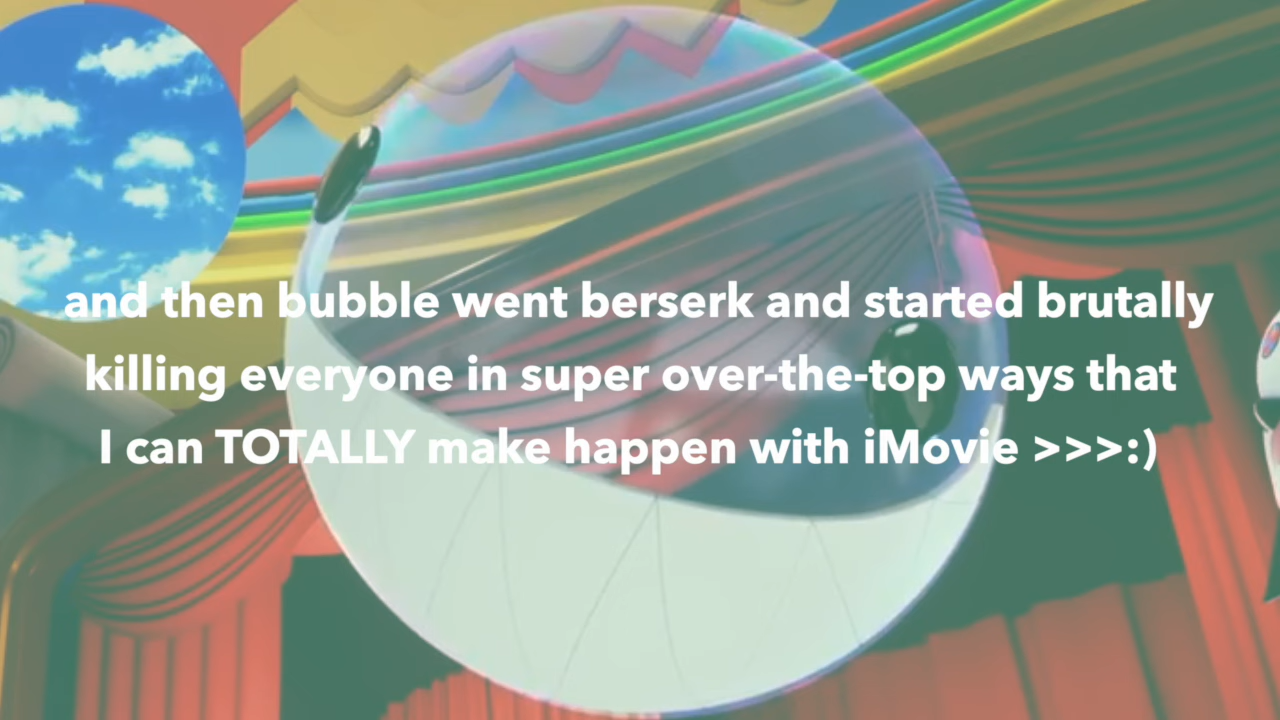 and then bubble went berserk and started brutally
killing everyone in super over-the-top ways that
I can TOTALLY make happen with iMovie >>>:)